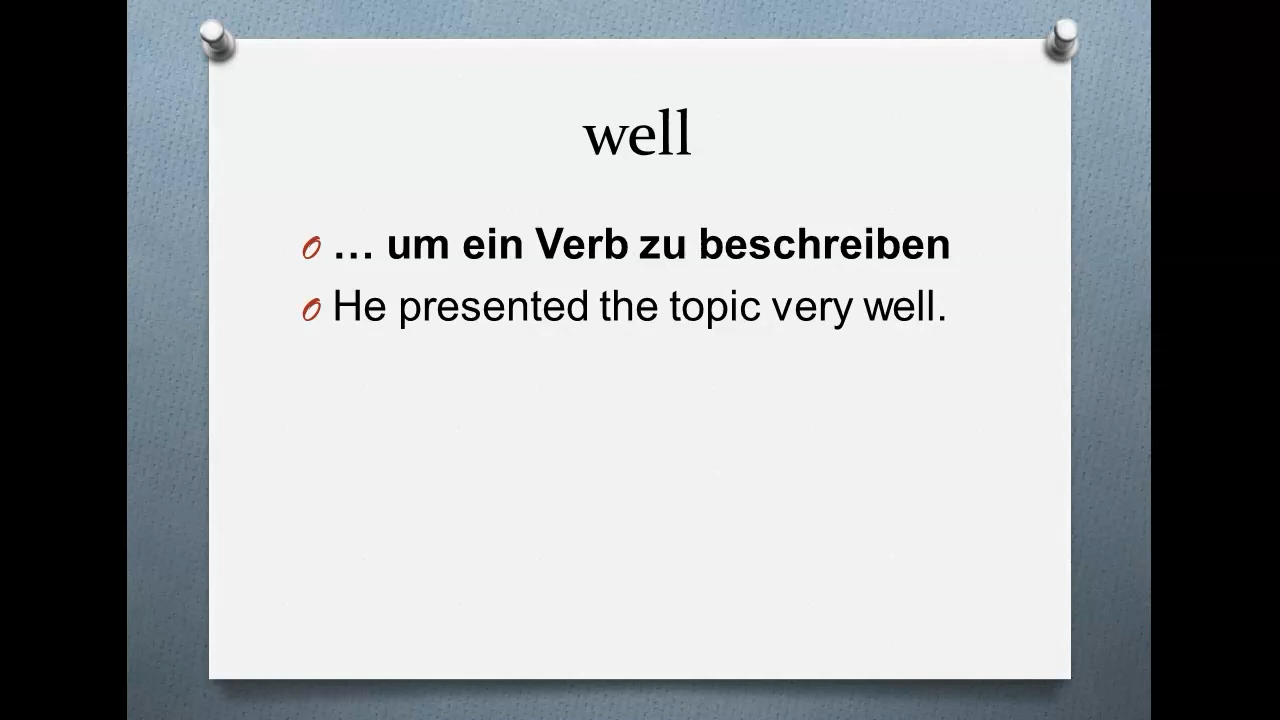 well
… um ein Verb zu beschreiben
He presented the topic very well.